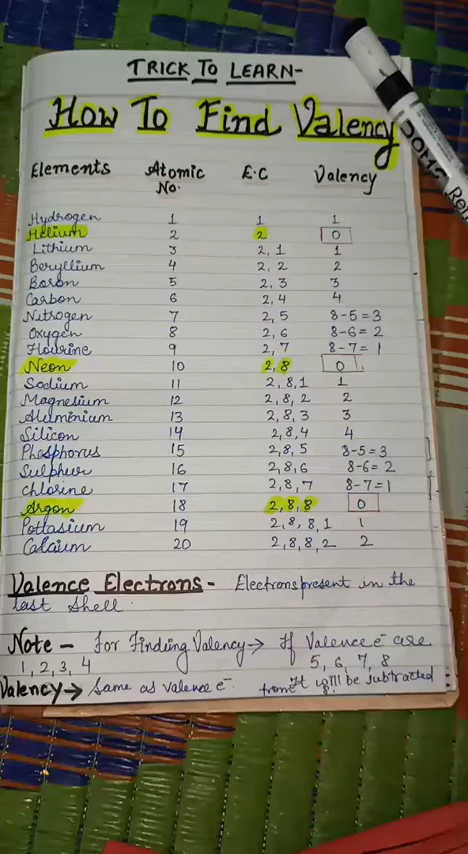 TRICK TO LEARN-
How To Find Valency
Elements Atomic No. E.C Valency
Hydrogen 1 1 1
Helium 2 2 0
Lithium 3 2, 1 1
Beryllium 4 2, 2 2
Boron 5 2, 3 3
Carbon 6 2, 4 4
Nitrogen 7 2, 5 8-5=3
Oxygen 8 2, 6 8-6=2
Flourine 9 2, 7 8-7=1
Neon 10 2, 8 0
Sodium 11 2, 8, 1 1
Magnesium 12 2, 8, 2 2
Aluminium 13 2, 8, 3 3
Silicon 14 2, 8, 4 4
Phosphorus 15 2, 8, 5 8-5=3
Sulphur 16 2, 8, 6 8-6=2
chlorine 17 2, 8, 7 8-7=1
Argon 18 2, 8, 8 0
Pottasium 19 2, 8, 8, 1 1
Calcium 20 2, 8, 8, 2 2
Valence Electrons - Electrons present in the
last shell.
Note - For Finding Valency → If Valence e⁻ are
1, 2, 3, 4 5, 6, 7, 8
Valency → Same as valence e⁻. It will be subtracted
from 8.
DOMS